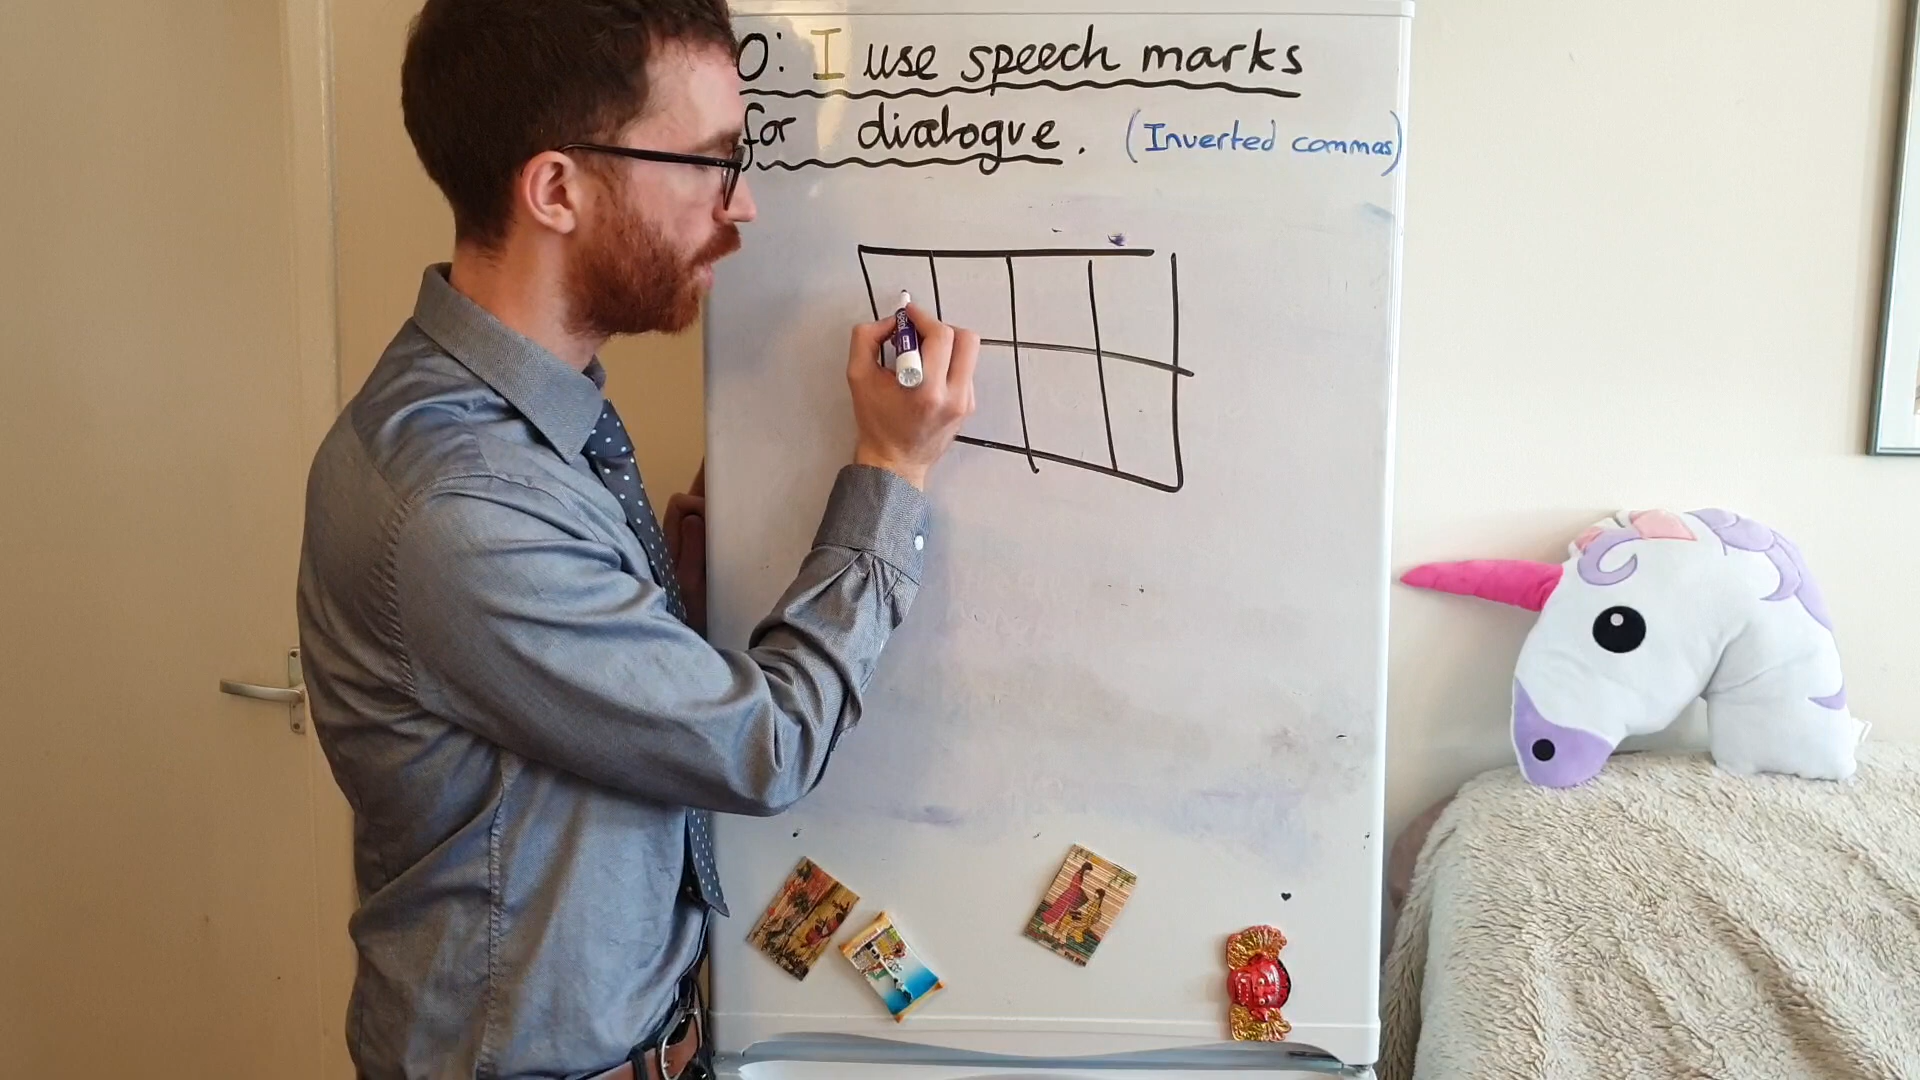 O: I use speech marks
for dialogue. (Inverted commas)